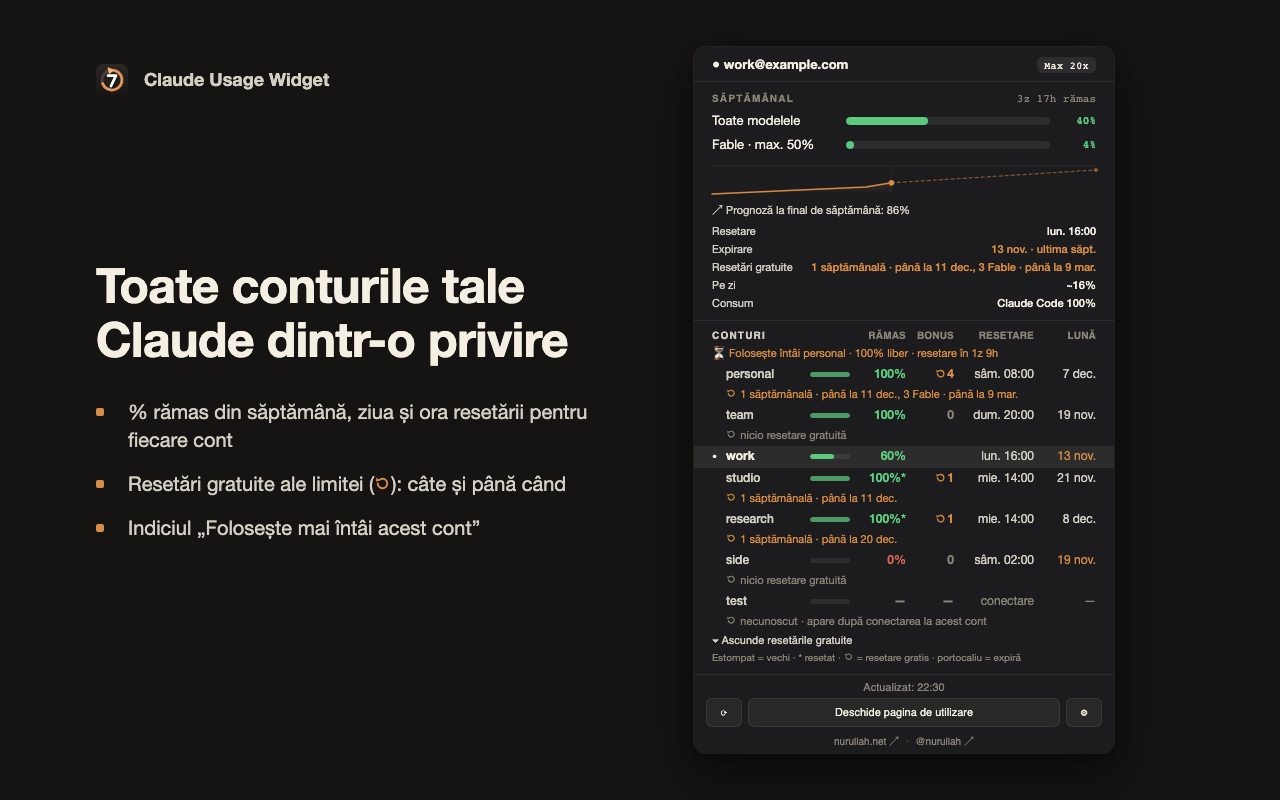 7 Claude Usage Widget
Toate conturile tale
Claude dintr-o privire
% rămas din săptămână, ziua și ora resetării pentru
fiecare cont
Resetări gratuite ale limitei (): câte și până când
Indiciul „Folosește mai întâi acest cont”
work@example.com Max 20x
SĂPTĂMÂNAL 3z 17h rămas
Toate modelele 40%
Fable · max. 50% 4%
Prognoză la final de săptămână: 86%
Resetare lun. 16:00
Expirare 13 nov. · ultima săpt.
Resetări gratuite 1 săptămânală · până la 11 dec., 3 Fable · până la 9 mar.
Pe zi ~16%
Consum Claude Code 100%
CONTURI RĂMAS BONUS RESETARE LUNĂ
⏳ Folosește întâi personal · 100% liber · resetare în 1z 9h
personal 100% 4 sâm. 08:00 7 dec.
1 săptămânală · până la 11 dec., 3 Fable · până la 9 mar.
team 100% 0 dum. 20:00 19 nov.
nicio resetare gratuită
• work 60% lun. 16:00 13 nov.
studio 100%* 1 mie. 14:00 21 nov.
1 săptămânală · până la 11 dec.
research 100%* 1 mie. 14:00 8 dec.
1 săptămânală · până la 20 dec.
side 0% 0 sâm. 02:00 19 nov.
nicio resetare gratuită
test — — conectare —
necunoscut · apare după conectarea la acest cont
Ascunde resetările gratuite
Estompat = vechi · * resetat · = resetare gratis · portocaliu = expiră
Actualizat: 22:30
Deschide pagina de utilizare
nurullah.net ↗ · @nurullah ↗